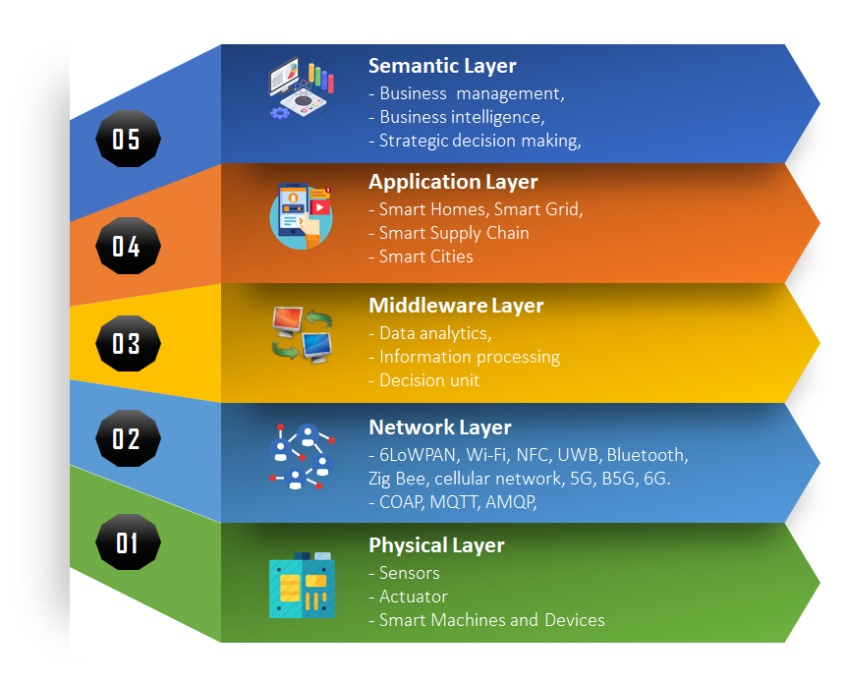 05
Semantic Layer
- Business management,
- Business intelligence,
- Strategic decision making,
04
Application Layer
- Smart Homes, Smart Grid,
- Smart Supply Chain
- Smart Cities
03
Middleware Layer
- Data analytics,
- Information processing
- Decision unit
02
Network Layer
- 6LoWPAN, Wi-Fi, NFC, UWB, Bluetooth,
Zig Bee, cellular network, 5G, B5G, 6G.
- COAP, MQTT, AMQP,
01
Physical Layer
- Sensors
- Actuator
- Smart Machines and Devices